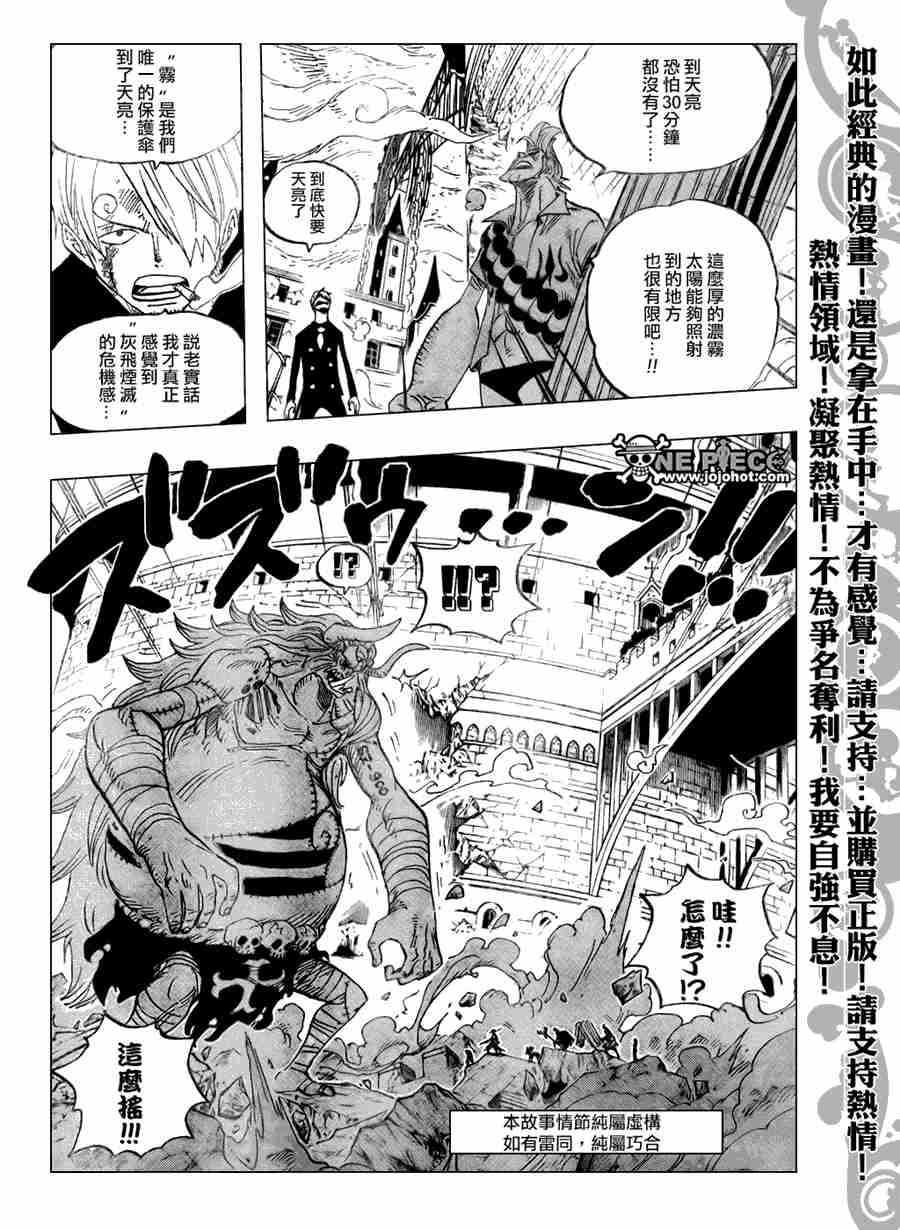 如此經典的漫畫！還是拿在手中…才有感覺…請支持…並購買正版！請支持熱情！
熱情領域！凝聚熱情！不為爭名奪利！我要自強不息！
到天亮
恐怕30分鐘
都沒有了…
這麼厚的濃霧
太陽能夠照射
到的地方
也很有限吧…!!
到底快要
天亮了
〝霧〞是我們
唯一的保護傘
到了天亮…
説老實話
我才真正
感覺到
〝灰飛煙滅〞
的危機感…
ONE PIECE
www.jojohot.com
ズズウ
ン!!
!!?
!?
哇!!
怎麼了!?
這麼搖!!!
本故事情節純屬虛構
如有雷同，純屬巧合